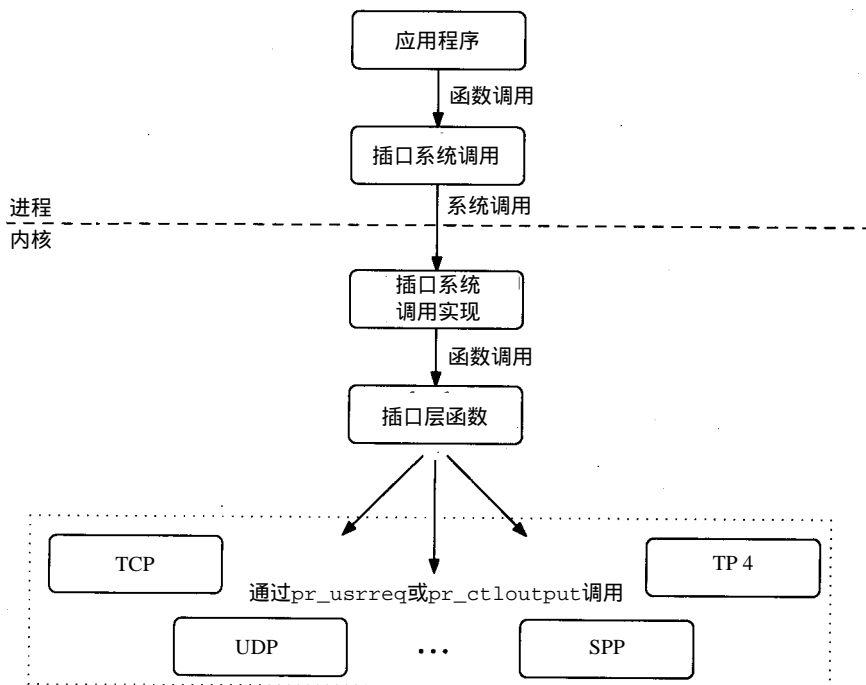 应用程序
函数调用
插口系统调用
进程
系统调用
内核
插口系统
调用实现
函数调用
插口层函数
TCP
TP 4
通过pr_usrreq或pr_ctloutput调用
UDP
...
SPP